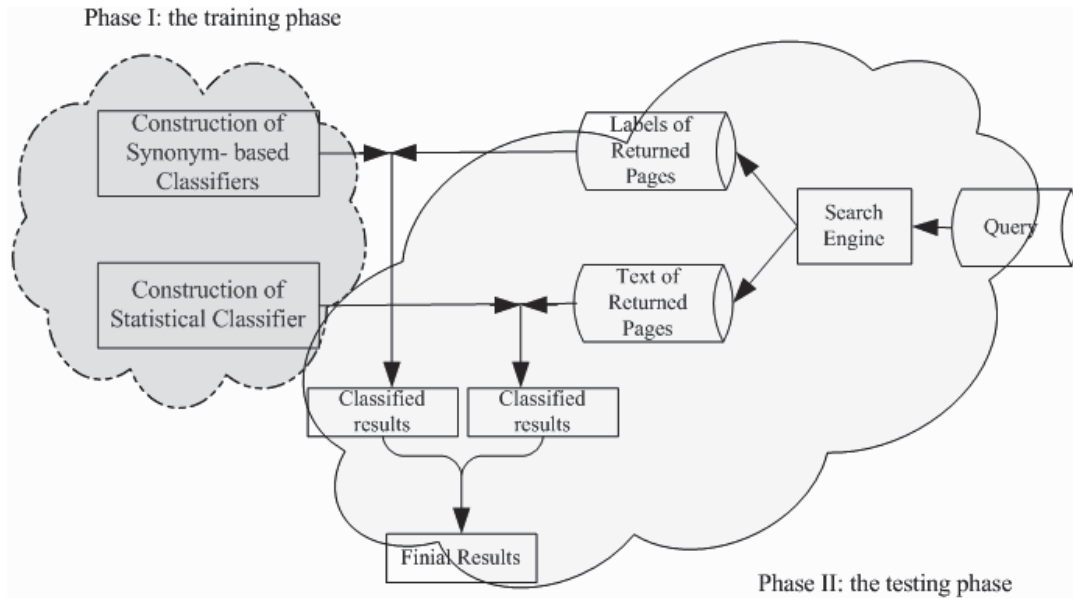 Phase I: the training phase
Construction of
Synonym- based
Classifiers
Labels of
Returned
Pages
Search
Engine
Query
Construction of
Statistical Classifier
Text of
Returned
Pages
Classified
results
Classified
results
Finial Results
Phase II: the testing phase